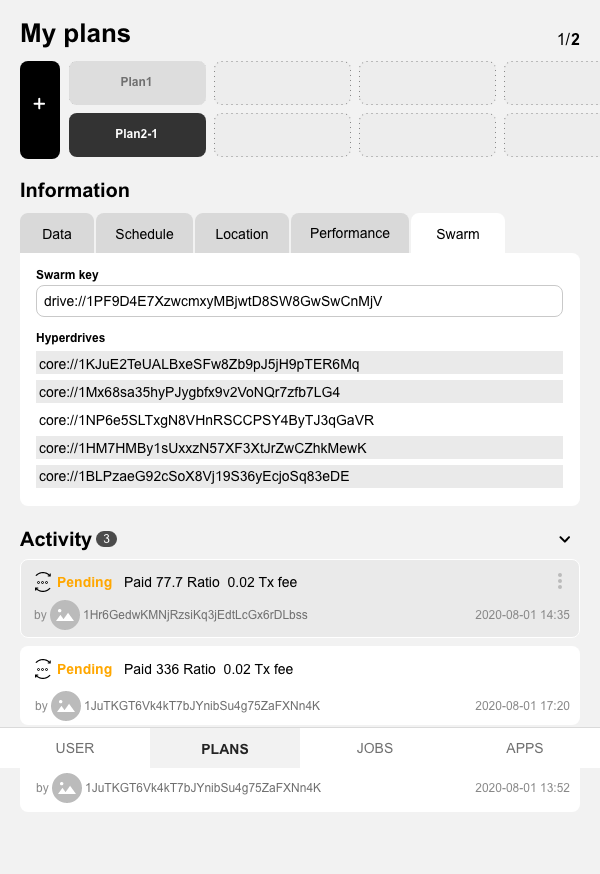 My plans
1/2
+
Plan1
Plan2-1
Information
Data Schedule Location Performance Swarm
Swarm key
drive://1PF9D4E7XzwcmxyMBjwtD8SW8GwSwCnMjV
Hyperdrives
core://1KJuE2TeUALBxeSFw8Zb9pJ5jH9pTER6Mq
core://1Mx68sa35hyPJygbfx9v2VoNQr7zfb7LG4
core://1NP6e5SLTxgN8VHnRSCCPSY4ByTJ3qGaVR
core://1HM7HMBy1sUxxzN57XF3XtJrZwCZhkMewK
core://1BLPzaeG92cSoX8Vj19S36yEcjoSq83eDE
Activity 3
Pending Paid 77.7 Ratio 0.02 Tx fee
by 1Hr6GedwKMNjRzsiKq3jEdtLcGx6rDLbss 2020-08-01 14:35
Pending Paid 336 Ratio 0.02 Tx fee
by 1JuTKGT6Vk4kT7bJYnibSu4g75ZaFXNn4K 2020-08-01 17:20
USER PLANS JOBS APPS
by 1JuTKGT6Vk4kT7bJYnibSu4g75ZaFXNn4K 2020-08-01 13:52